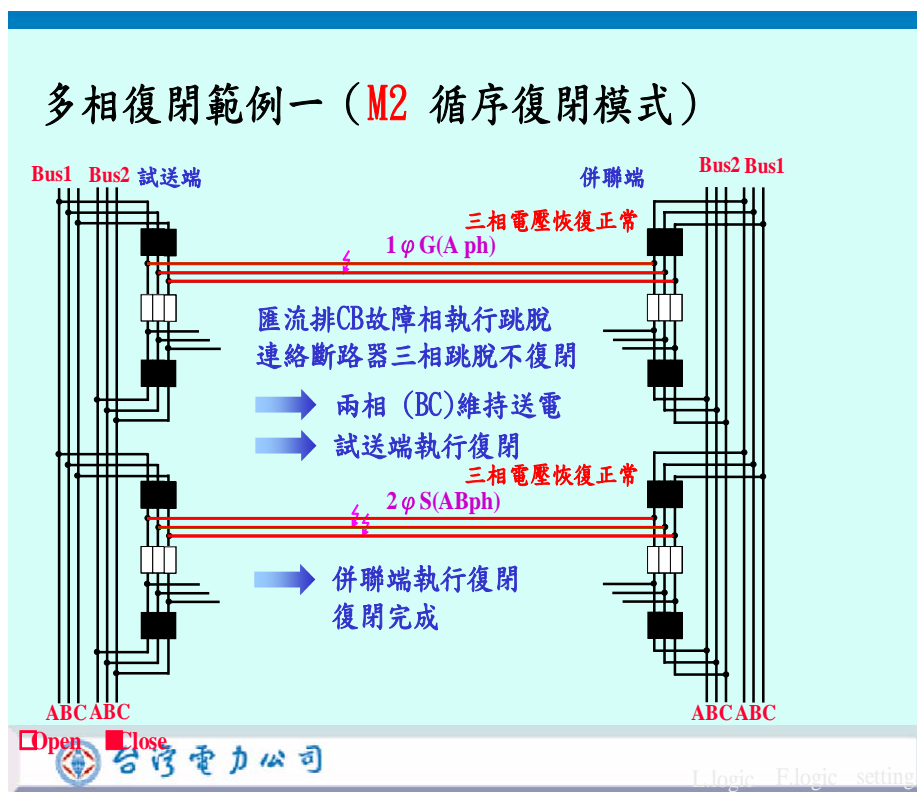 多相復閉範例一（M2 循序復閉模式）
Bus1 Bus2 試送端
併聯端 Bus2 Bus1
三相電壓恢復正常
1φG(A ph)
匯流排CB故障相執行跳脫
連絡斷路器三相跳脫不復閉
兩相 (BC)維持送電
試送端執行復閉
三相電壓恢復正常
2φS(ABph)
併聯端執行復閉
復閉完成
ABC ABC
ABC ABC
Open Close
台灣電力公司
L.logic F.logic setting